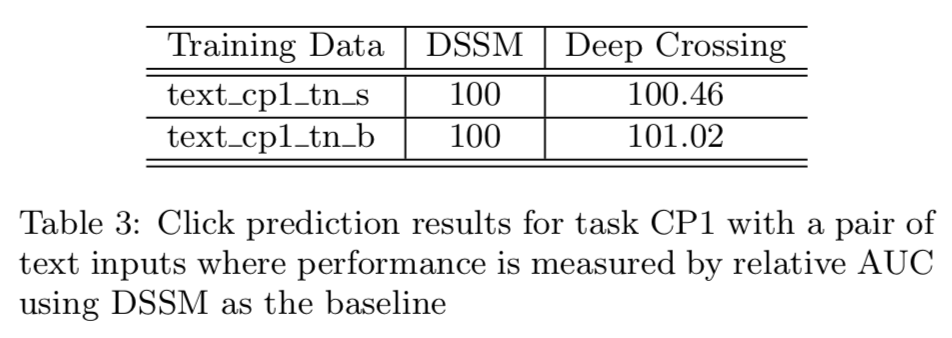 Training Data DSSM Deep Crossing
text_cp1_tn_s 100 100.46
text_cp1_tn_b 100 101.02
Table 3: Click prediction results for task CP1 with a pair of
text inputs where performance is measured by relative AUC
using DSSM as the baseline